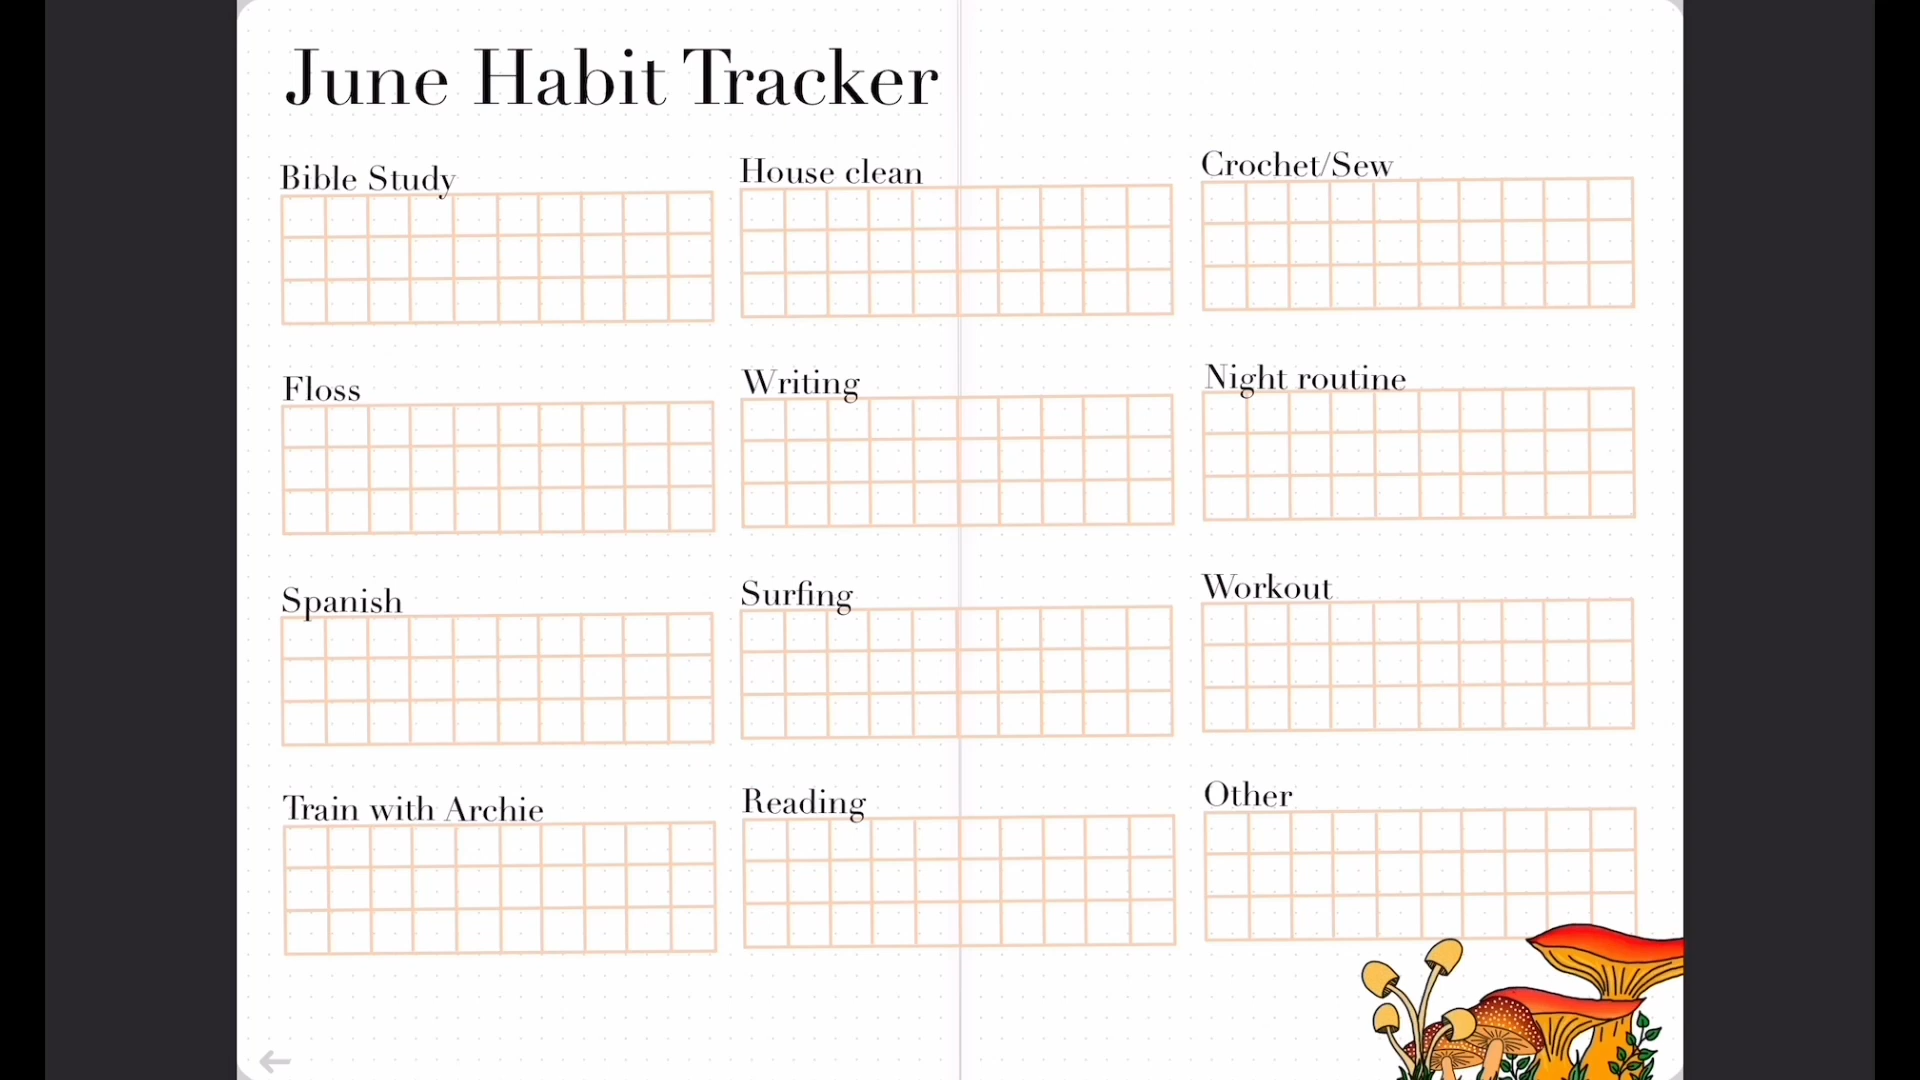 June Habit Tracker
Bible Study
House clean
Crochet/Sew
Floss
Writing
Night routine
Spanish
Surfing
Workout
Train with Archie
Reading
Other